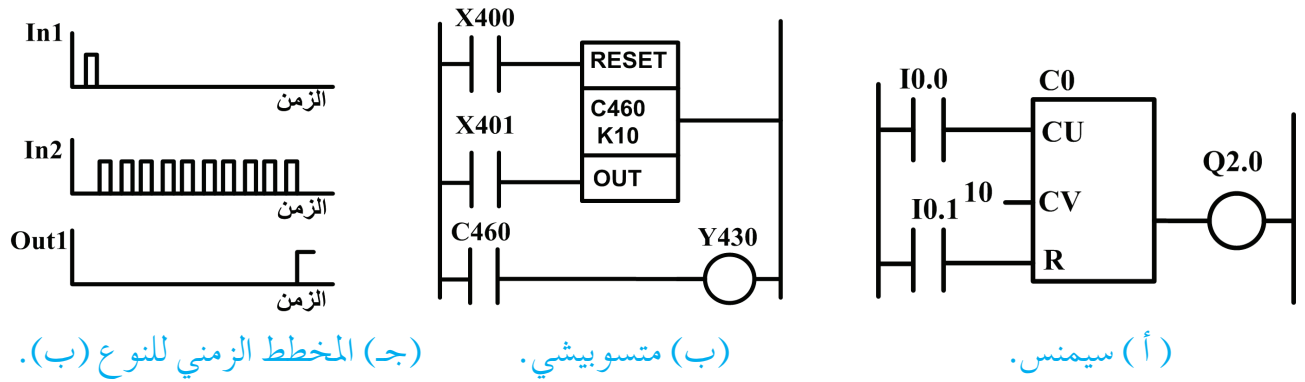 In1
الزمن
In2
الزمن
Out1
الزمن
(جـ) المخطط الزمني للنوع (ب).
X400
RESET
C460
K10
X401
OUT
C460
Y430
(ب) متسوبيشي.
I0.0
C0
CU
Q2.0
10
CV
I0.1
R
(أ) سيمنس.